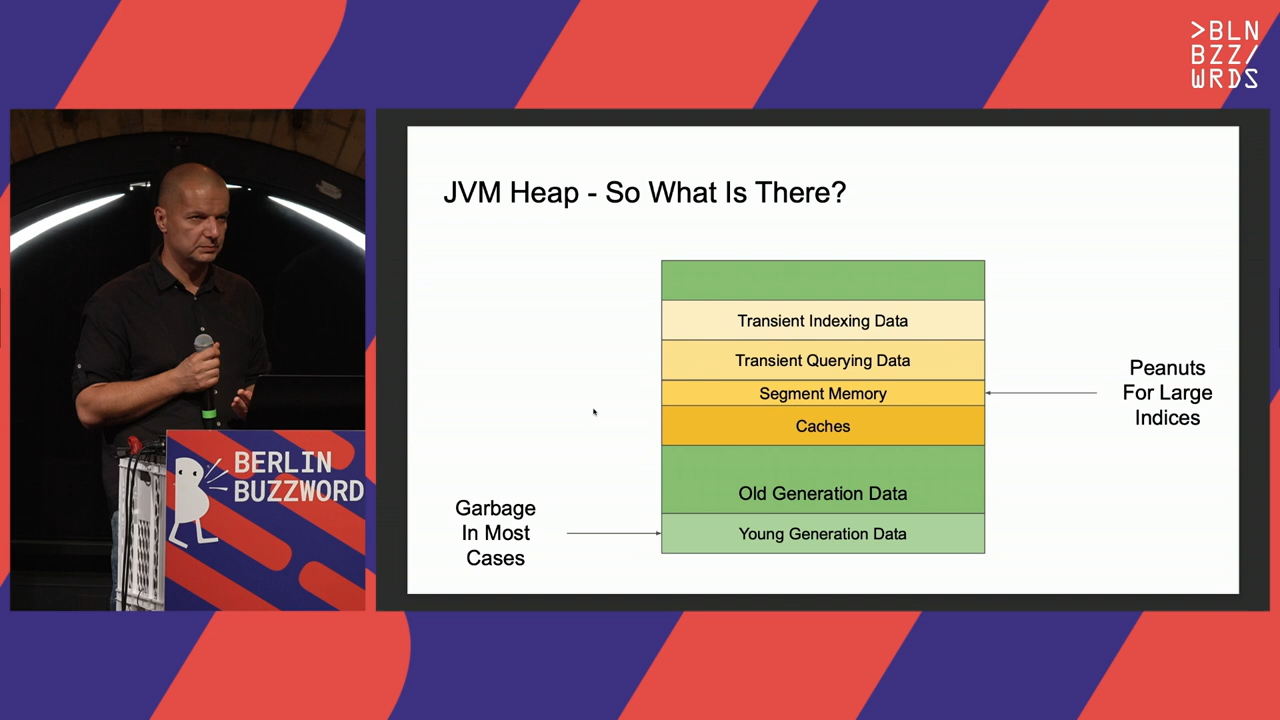 >BLN
BZZ/
WRDS
JVM Heap - So What Is There?
Transient Indexing Data
Transient Querying Data
Segment Memory
Caches
Old Generation Data
Young Generation Data
Peanuts
For Large
Indices
Garbage
In Most
Cases
BERLIN
BUZZWORD